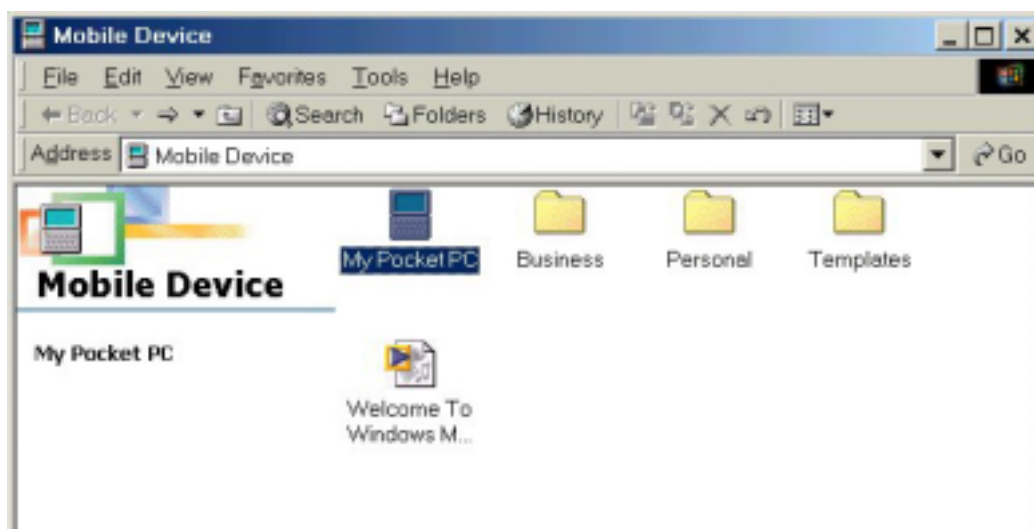 Mobile Device
File Edit View Favorites Tools Help
Back Search Folders History
Address Mobile Device Go
My Pocket PC Business Personal Templates
Mobile Device
My Pocket PC
Welcome To
Windows M...